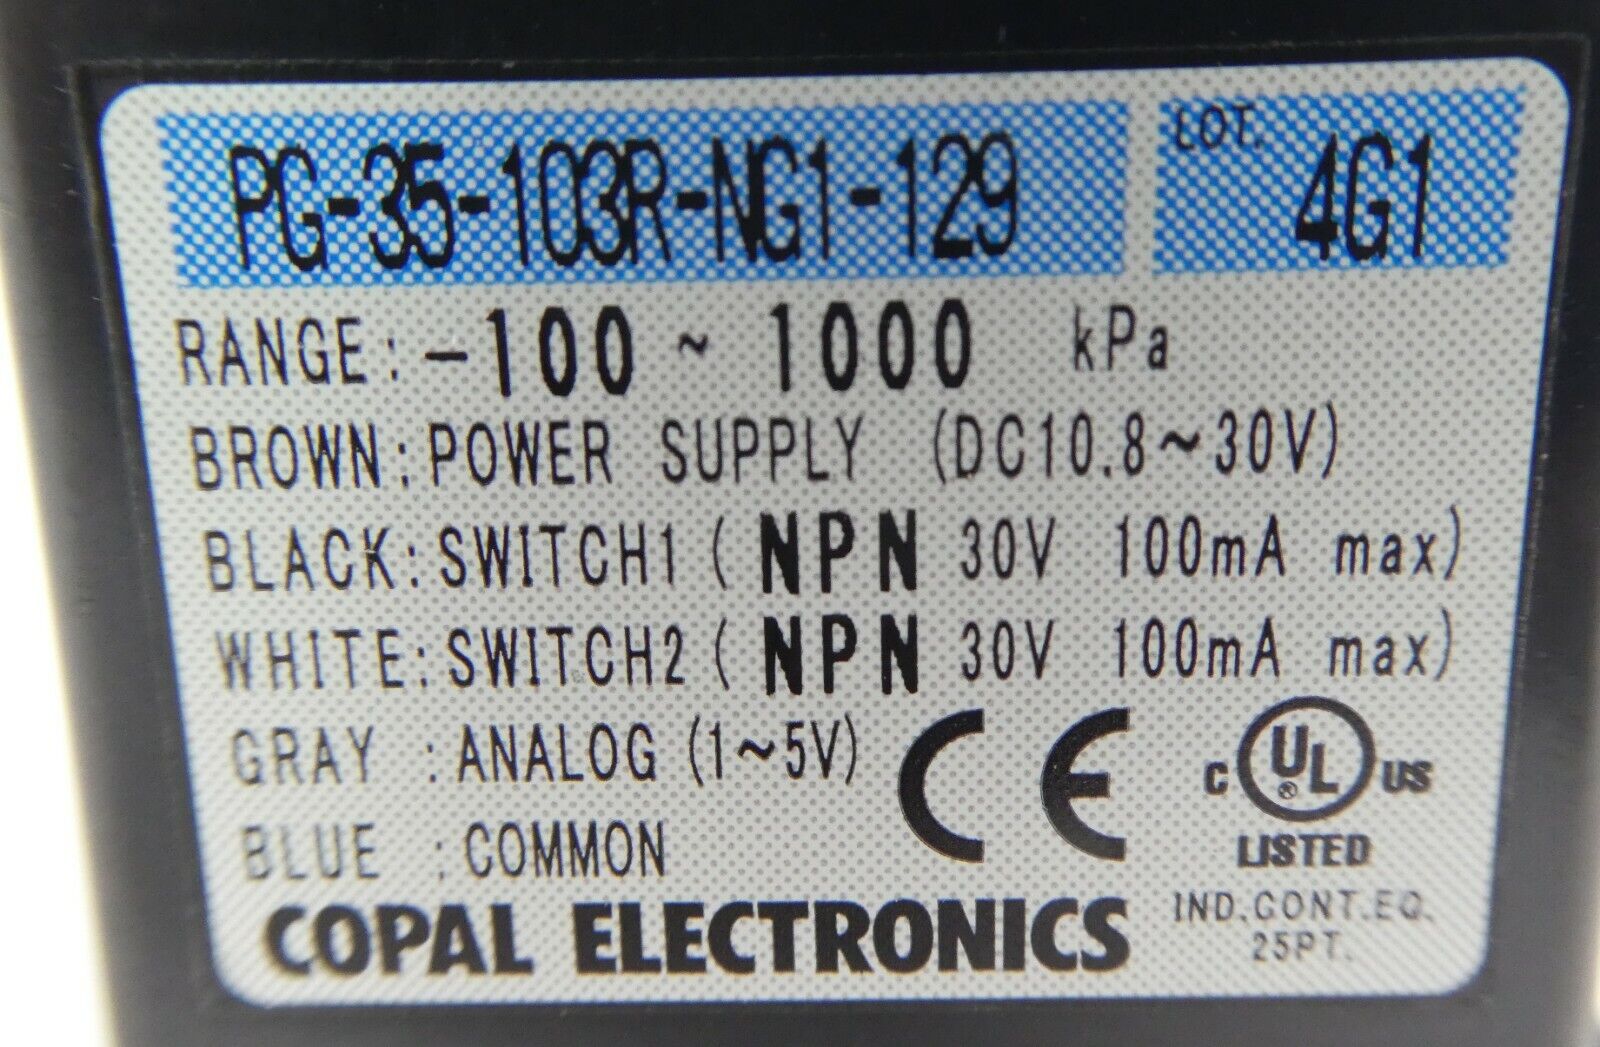 PG-35-103R-NG1-129 LOT. 4G1
RANGE: -100 ~ 1000 kPa
BROWN: POWER SUPPLY (DC10.8~30V)
BLACK: SWITCH1 (NPN 30V 100mA max)
WHITE: SWITCH2 (NPN 30V 100mA max)
GRAY : ANALOG (1~5V) CE
BLUE : COMMON
C UL ® US
LISTED
COPAL ELECTRONICS
IND.CONT.EQ.
25PT.